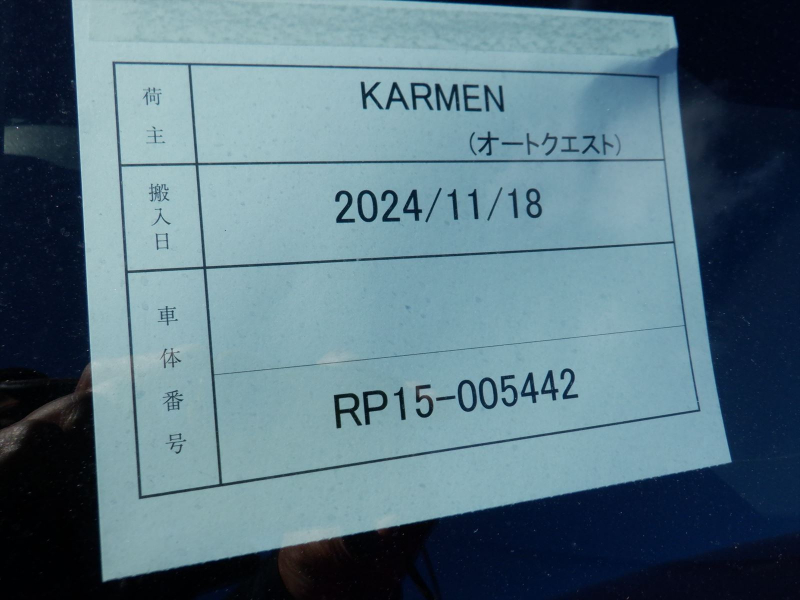 荷主
KARMEN
(オートクエスト)
搬入日
2024/11/18
車体番号
RP15-005442